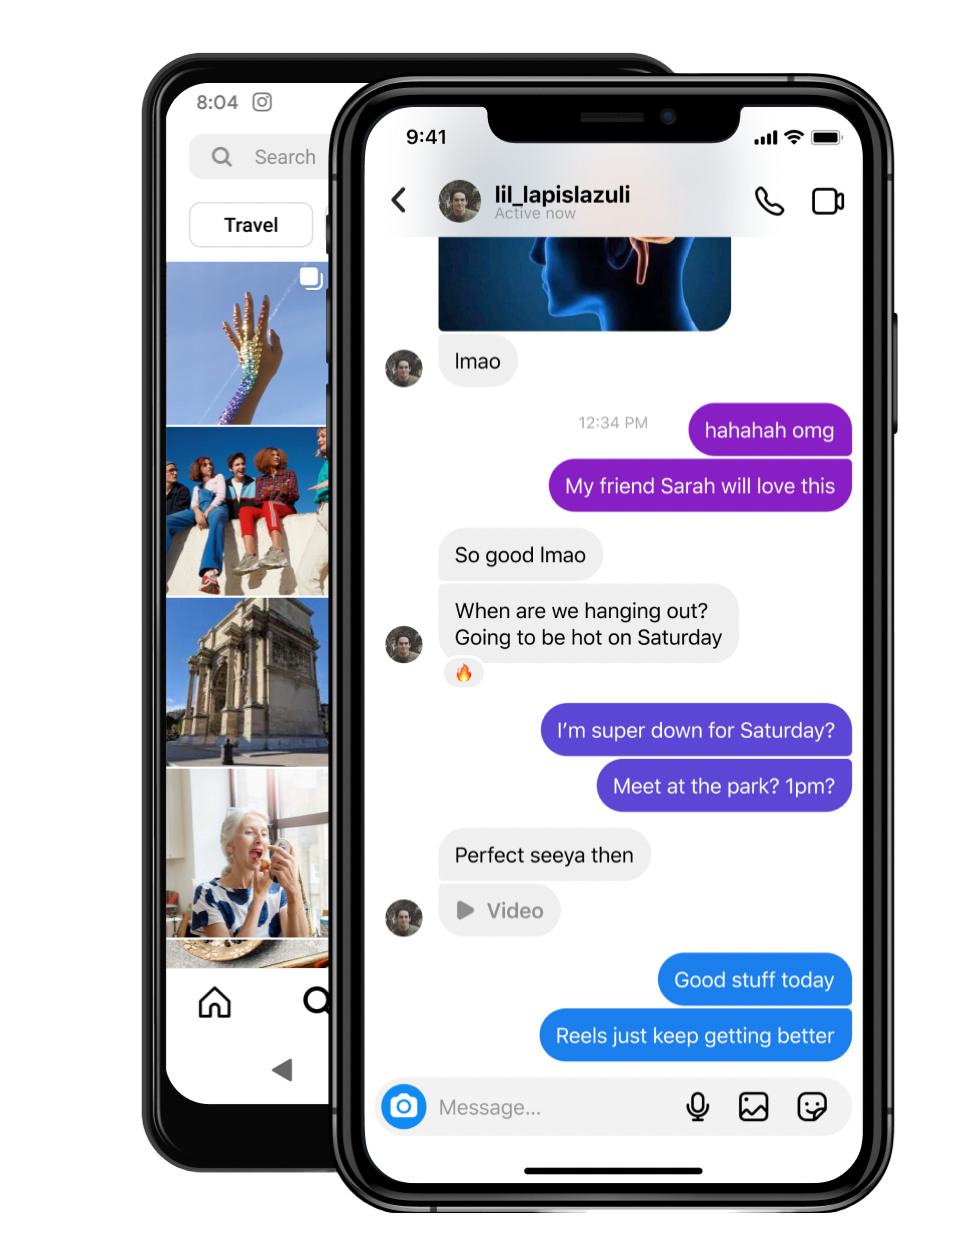 8:04
Search
Travel
9:41
lil_lapislazuli
Active now
lmao
12:34 PM
hahahah omg
My friend Sarah will love this
So good lmao
When are we hanging out?
Going to be hot on Saturday
I’m super down for Saturday?
Meet at the park? 1pm?
Perfect seeya then
Video
Good stuff today
Reels just keep getting better
Message...